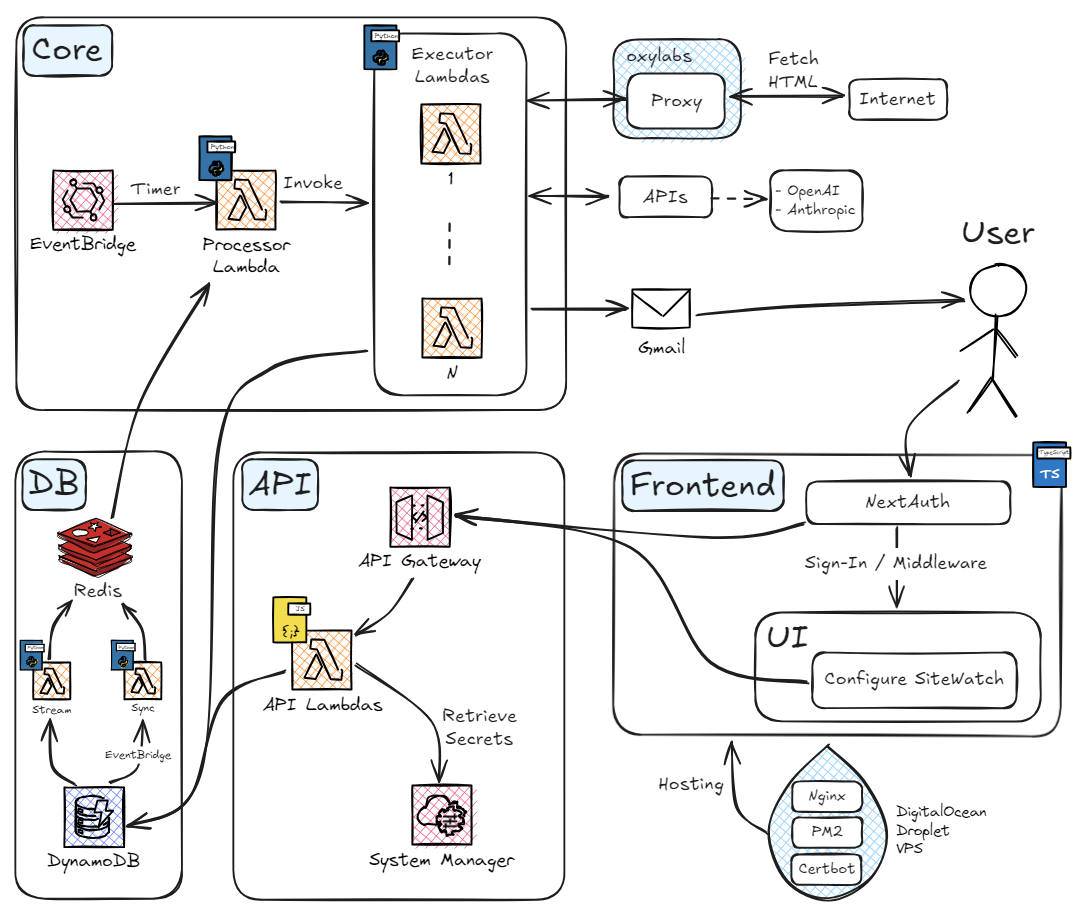 Core
Python
Executor
Lambdas
1
N
Python
EventBridge
Timer
Processor
Lambda
Invoke
oxylabs
Proxy
Fetch
HTML
Internet
APIs
- OpenAI
- Anthropic
Gmail
User
DB
Redis
Python
Stream
Python
Sync
EventBridge
DynamoDB
API
API Gateway
JS
{;}
API Lambdas
Retrieve
Secrets
System Manager
Frontend
TypeScript
TS
NextAuth
Sign-In / Middleware
UI
Configure SiteWatch
Hosting
Nginx
PM2
Certbot
DigitalOcean
Droplet
VPS